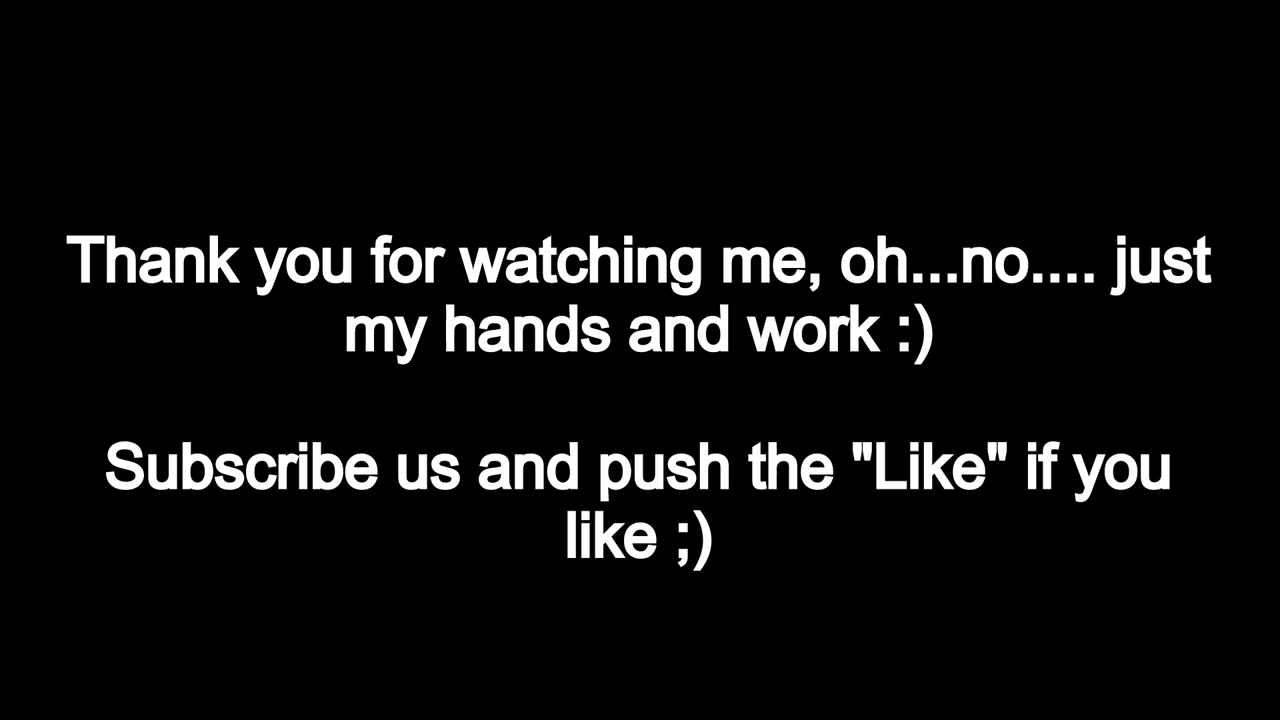 Thank you for watching me, oh...no.... just
my hands and work :)
Subscribe us and push the "Like" if you
like ;)